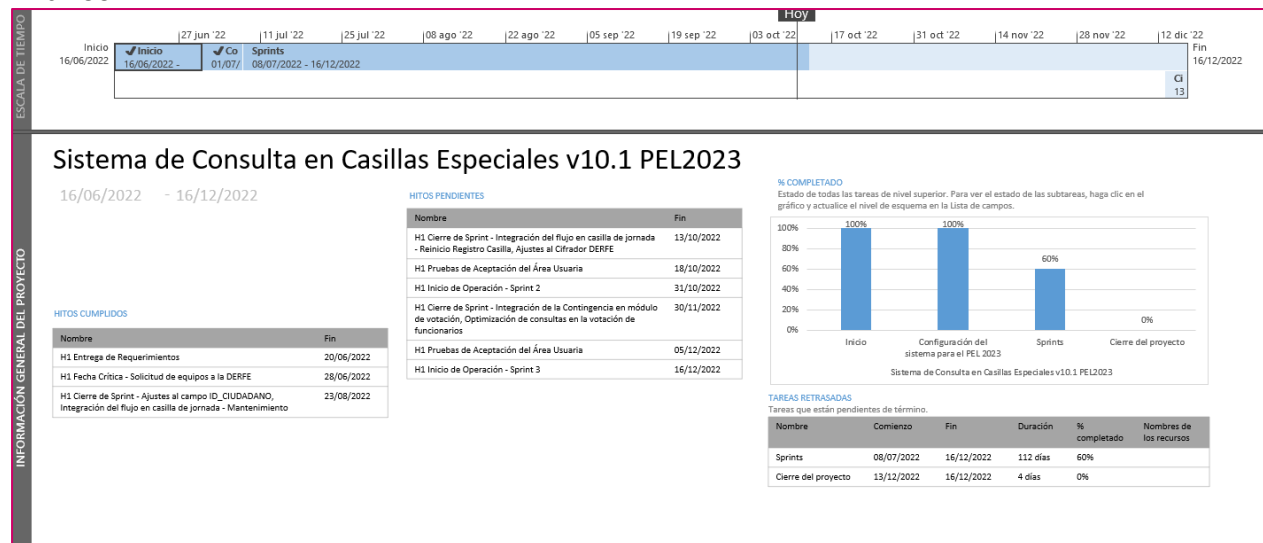 Hoy
27 jun '22
11 jul '22
25 jul '22
08 ago '22
22 ago '22
05 sep '22
19 sep '22
03 oct '22
17 oct '22
31 oct '22
14 nov '22
28 nov '22
12 dic '22
ESCALA DE TIEMPO
Inicio
16/06/2022
Inicio
16/06/2022 -
Co
01/07/
Sprints
08/07/2022 - 16/12/2022
Fin
16/12/2022
Ci
13
INFORMACIÓN GENERAL DEL PROYECTO
Sistema de Consulta en Casillas Especiales v10.1 PEL2023
16/06/2022 - 16/12/2022
HITOS CUMPLIDOS
Nombre Fin
H1 Entrega de Requerimientos 20/06/2022
H1 Fecha Crítica - Solicitud de equipos a la DERFE 28/06/2022
H1 Cierre de Sprint - Ajustes al campo ID_CIUDADANO, 23/08/2022
Integración del flujo en casilla de jornada - Mantenimiento
HITOS PENDIENTES
Nombre Fin
H1 Cierre de Sprint - Integración del flujo en casilla de jornada 13/10/2022
- Reinicio Registro Casilla, Ajustes al Cifrador DERFE
H1 Pruebas de Aceptación del Área Usuaria 18/10/2022
H1 Inicio de Operación - Sprint 2 31/10/2022
H1 Cierre de Sprint - Integración de la Contingencia en módulo 30/11/2022
de votación, Optimización de consultas en la votación de
funcionarios
H1 Pruebas de Aceptación del Área Usuaria 05/12/2022
H1 Inicio de Operación - Sprint 3 16/12/2022
% COMPLETADO
Estado de todas las tareas de nivel superior. Para ver el estado de las subtareas, haga clic en el
gráfico y actualice el nivel de esquema en la Lista de campos.
100%
80%
60%
40%
20%
0%
100%
100%
60%
0%
Inicio
Configuración del
sistema para el PEL 2023
Sprints
Cierre del proyecto
Sistema de Consulta en Casillas Especiales v10.1 PEL2023
TAREAS RETRASADAS
Tareas que están pendientes de término.
Nombre Comienzo Fin Duración % Nombres de
completado los recursos
Sprints 08/07/2022 16/12/2022 112 días 60%
Cierre del proyecto 13/12/2022 16/12/2022 4 días 0%